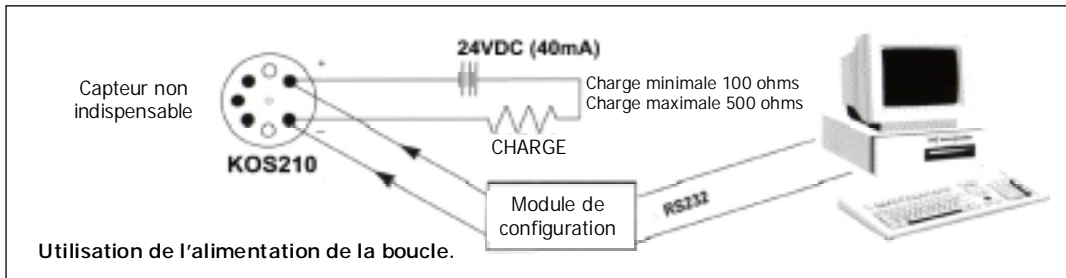 24VDC (40mA)
+
Capteur non
indispensable
Charge minimale 100 ohms
Charge maximale 500 ohms
–
CHARGE
KOS210
Module de
configuration
RS232
Utilisation de l'alimentation de la boucle.